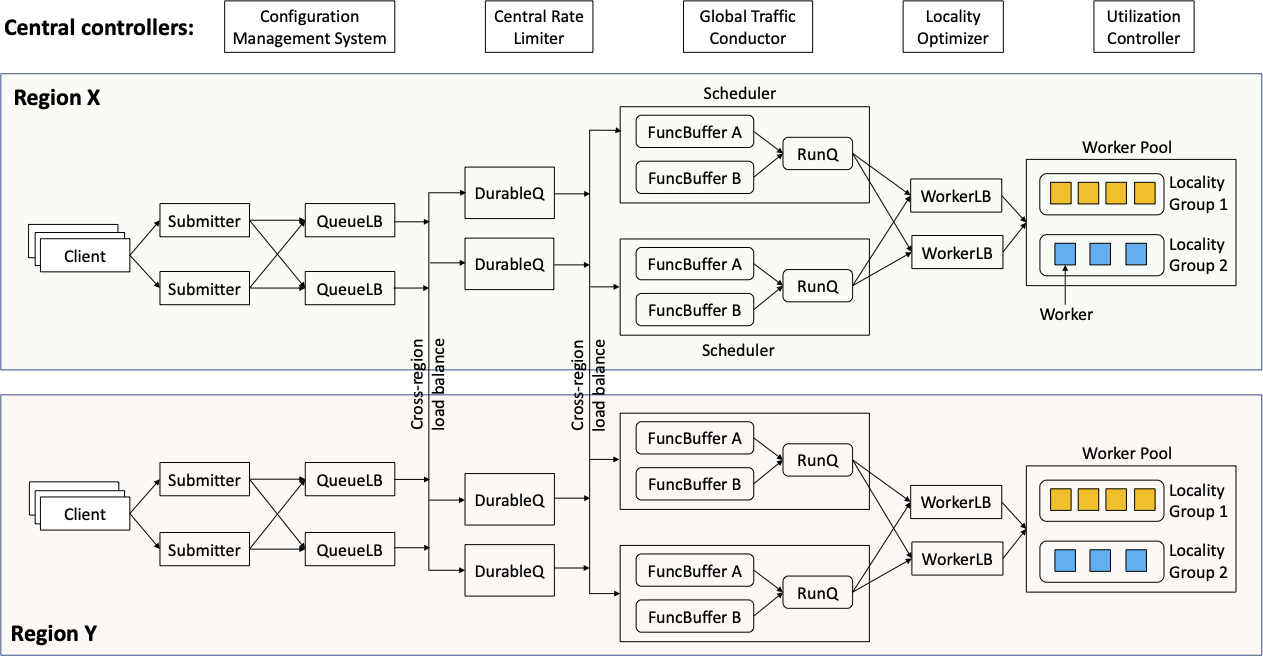 Central controllers:
Configuration
Management System
Central Rate
Limiter
Global Traffic
Conductor
Locality
Optimizer
Utilization
Controller
Region X
Client
Submitter
Submitter
QueueLB
QueueLB
Cross-region
load balance
DurableQ
DurableQ
Cross-region
load balance
Scheduler
FuncBuffer A
FuncBuffer B
RunQ
FuncBuffer A
FuncBuffer B
RunQ
Scheduler
WorkerLB
WorkerLB
Worker Pool
Locality
Group 1
Locality
Group 2
Worker
Client
Submitter
Submitter
QueueLB
QueueLB
DurableQ
DurableQ
FuncBuffer A
FuncBuffer B
RunQ
FuncBuffer A
FuncBuffer B
RunQ
WorkerLB
WorkerLB
Worker Pool
Locality
Group 1
Locality
Group 2
Region Y